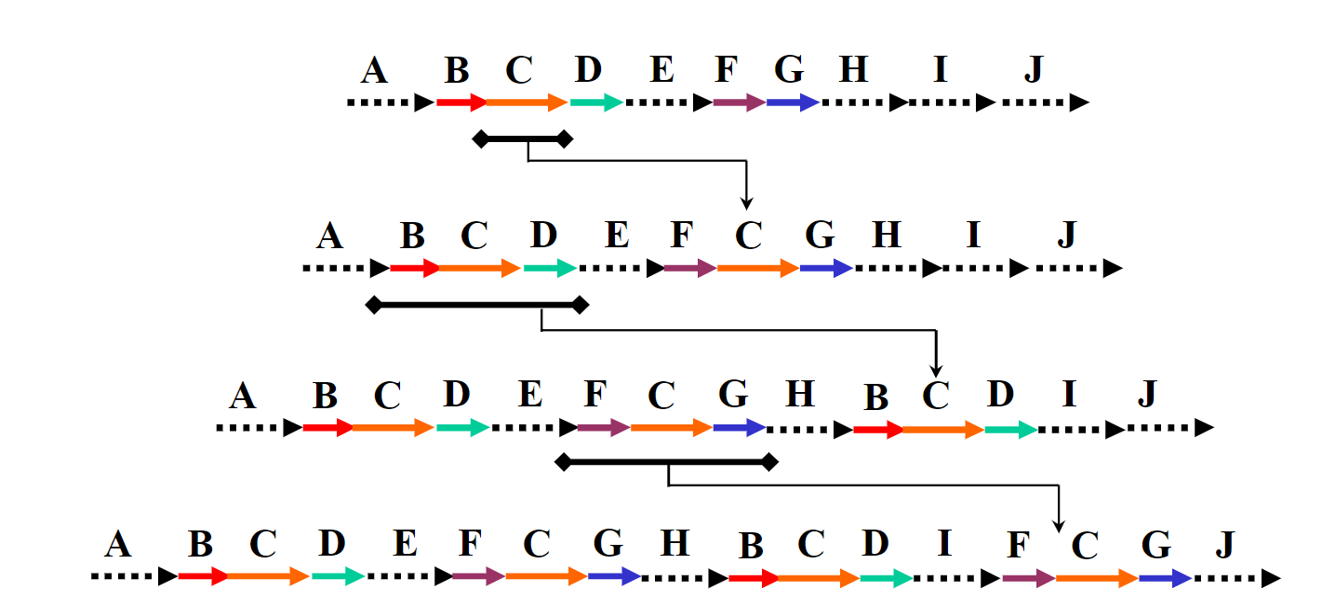 A B C D E F G H I J
A B C D E F C G H I J
A B C D E F C G H B C D I J
A B C D E F C G H B C D I F C G J